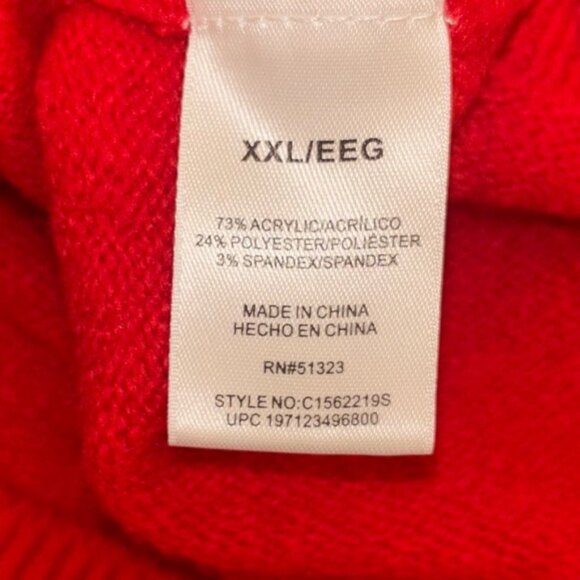 XXL/EEG
73% ACRYLIC/ACRÍLICO
24% POLYESTER/POLIÉSTER
3% SPANDEX/SPANDEX
MADE IN CHINA
HECHO EN CHINA
RN#51323
STYLE NO:C1562219S
UPC 197123496800